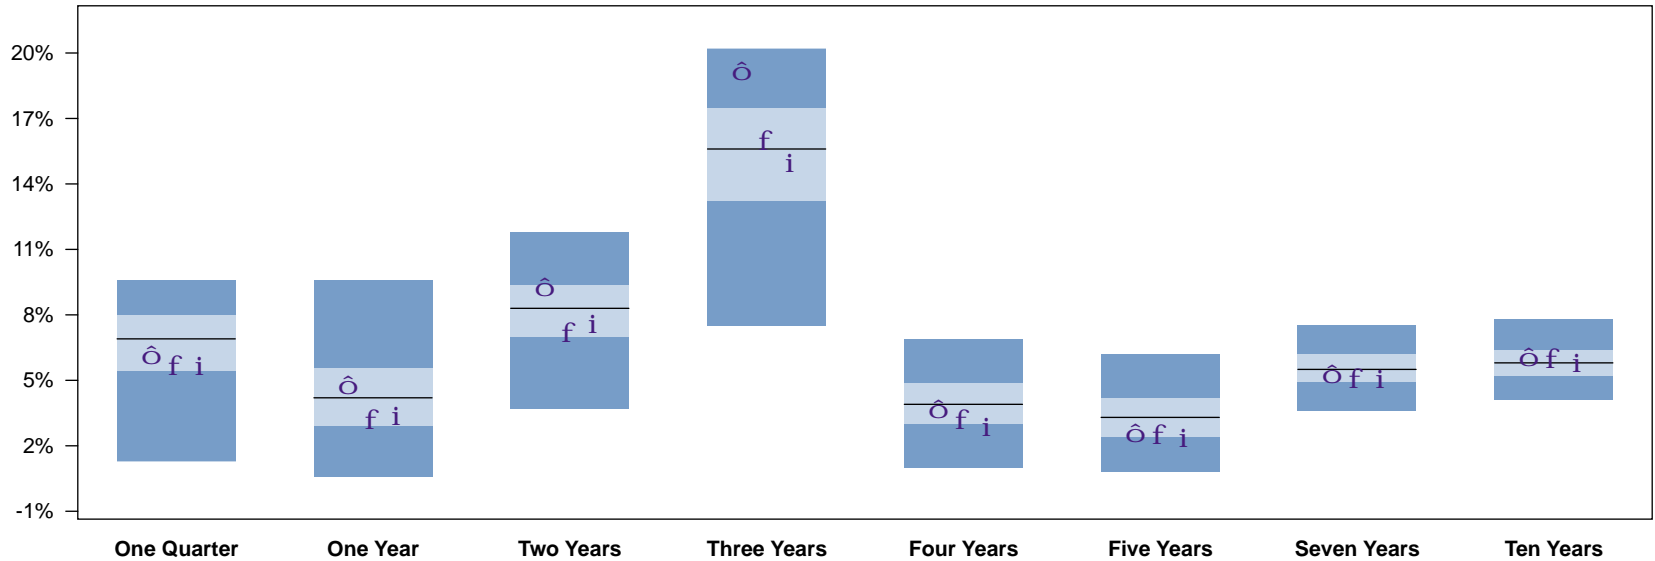 20%
ô
17%
f
i
14%
11%
ô
8%
i
f
ô
f i
5%
ô
f i
ô
f i
ô f i
ô f i
ô f i
2%
-1%
One Quarter One Year Two Years Three Years Four Years Five Years Seven Years Ten Years